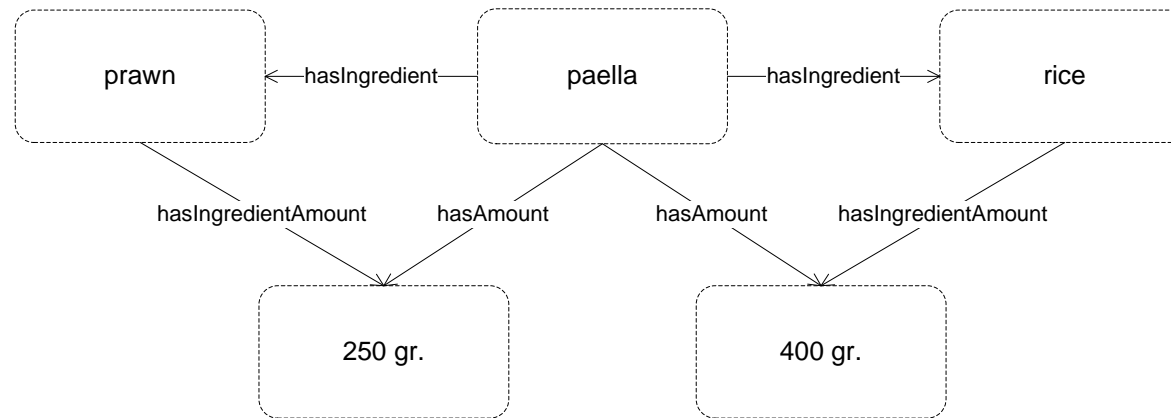 prawn
hasIngredient
paella
hasIngredient
rice
hasIngredientAmount
hasAmount
hasAmount
hasIngredientAmount
250 gr.
400 gr.